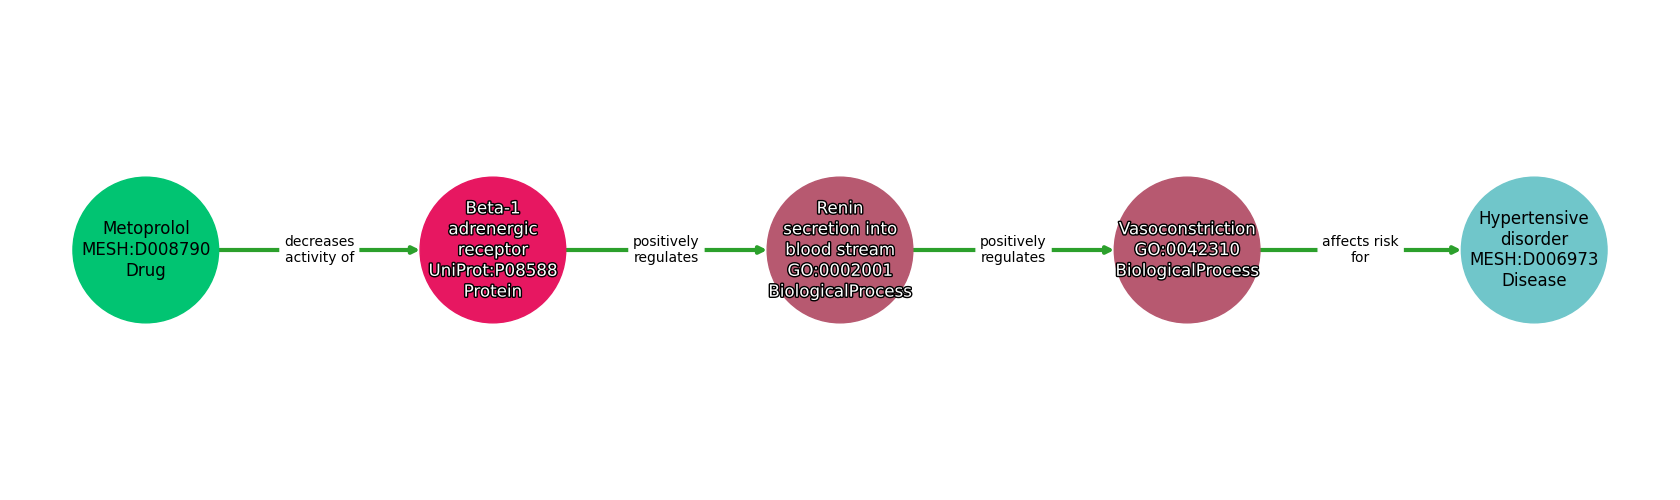 Metoprolol
MESH:D008790
Drug
decreases
activity of
Beta-1
adrenergic
receptor
UniProt:P08588
Protein
positively
regulates
Renin
secretion into
blood stream
GO:0002001
BiologicalProcess
positively
regulates
Vasoconstriction
GO:0042310
BiologicalProcess
affects risk
for
Hypertensive
disorder
MESH:D006973
Disease